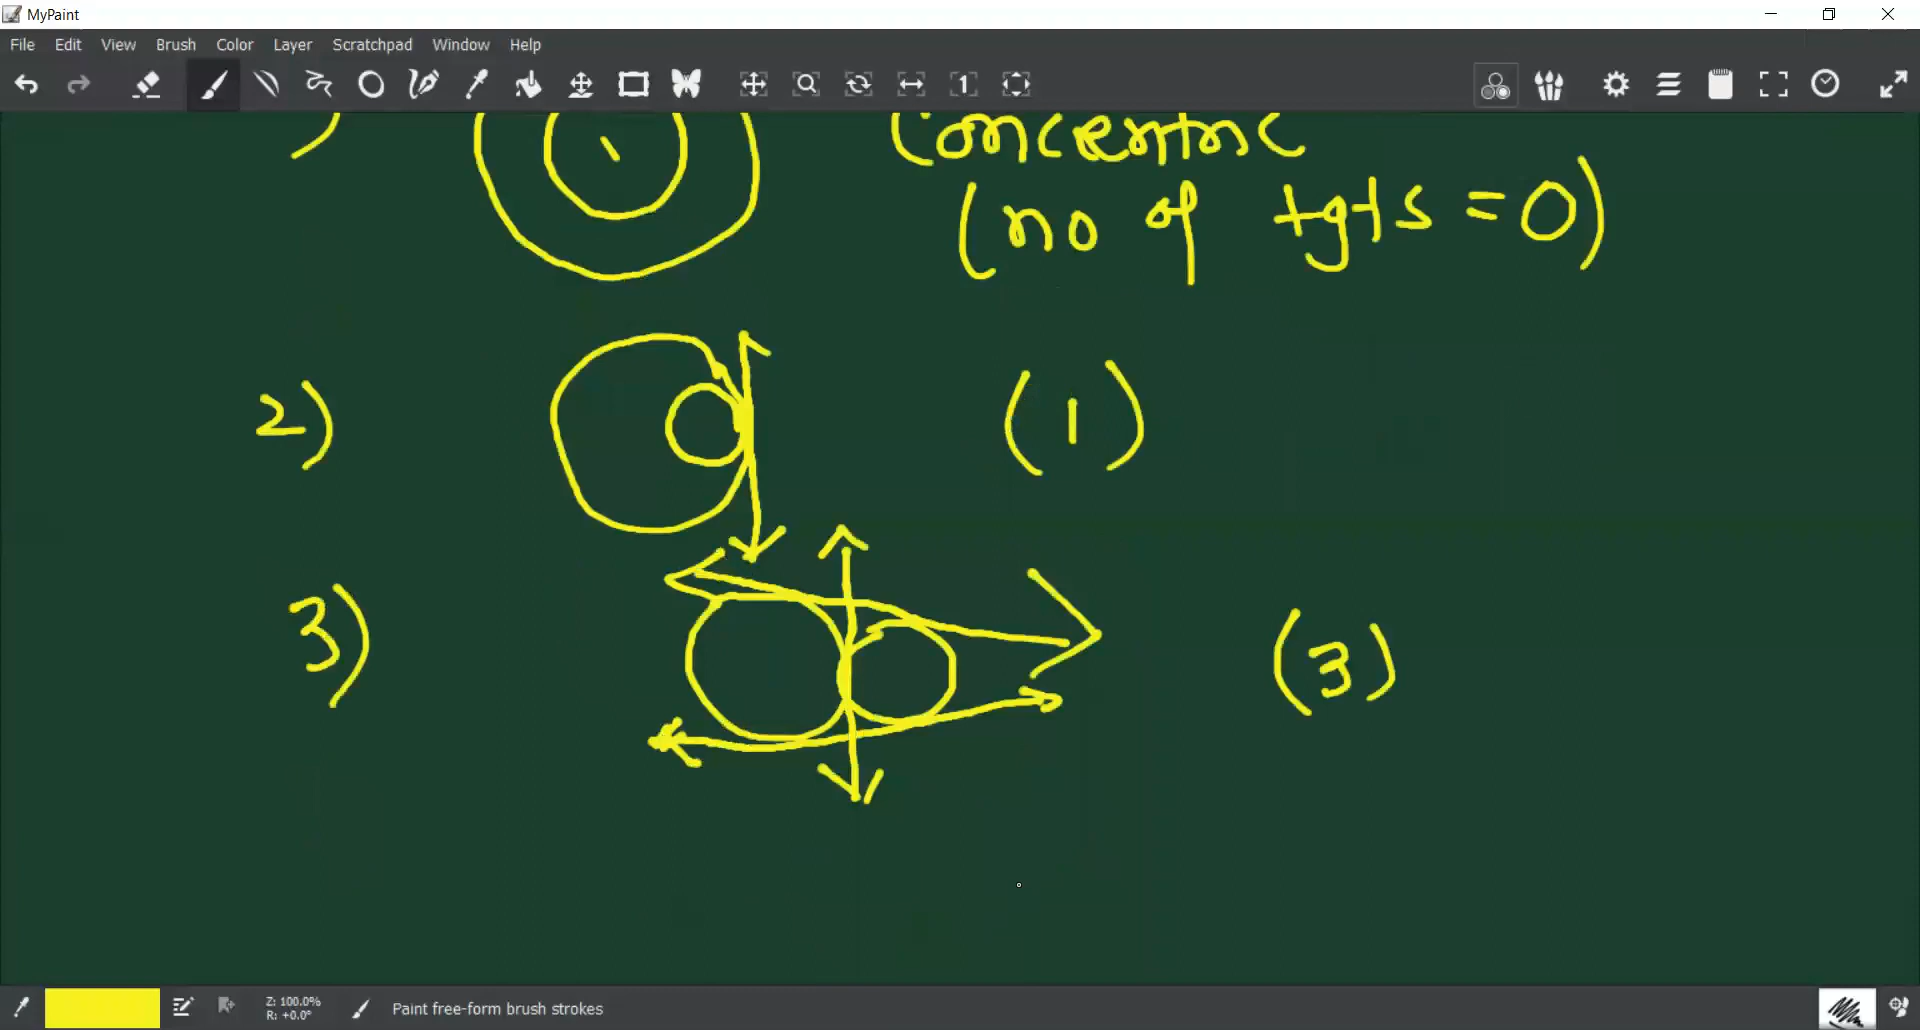 MyPaint
File Edit View Brush Color Layer Scratchpad Window Help
1
)
Concentric
(no of tgts = 0)
2)
(1)
3)
(3)
Z: 100.0%
R: +0.0°
Paint free-form brush strokes